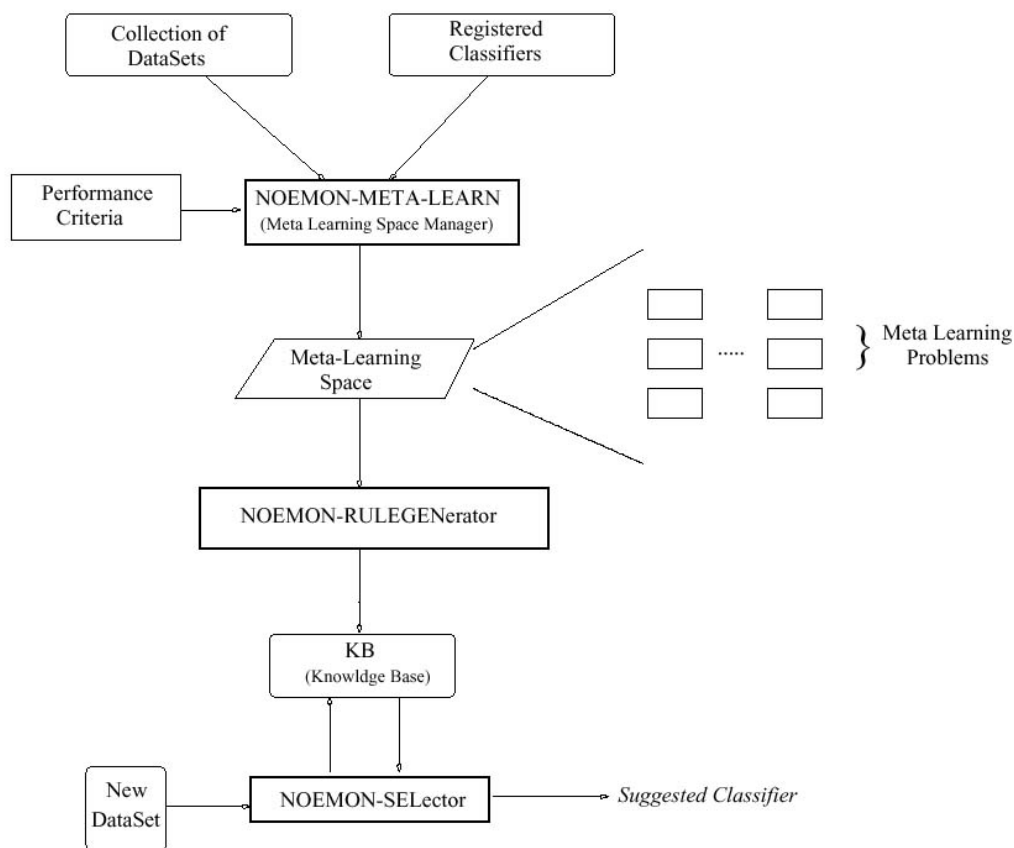 Collection of
DataSets
Registered
Classifiers
Performance
Criteria
NOEMON-META-LEARN
(Meta Learning Space Manager)
Meta-Learning
Space
.....
} Meta Learning
Problems
NOEMON-RULEGENerator
KB
(Knowldge Base)
New
DataSet
NOEMON-SELector
Suggested Classifier